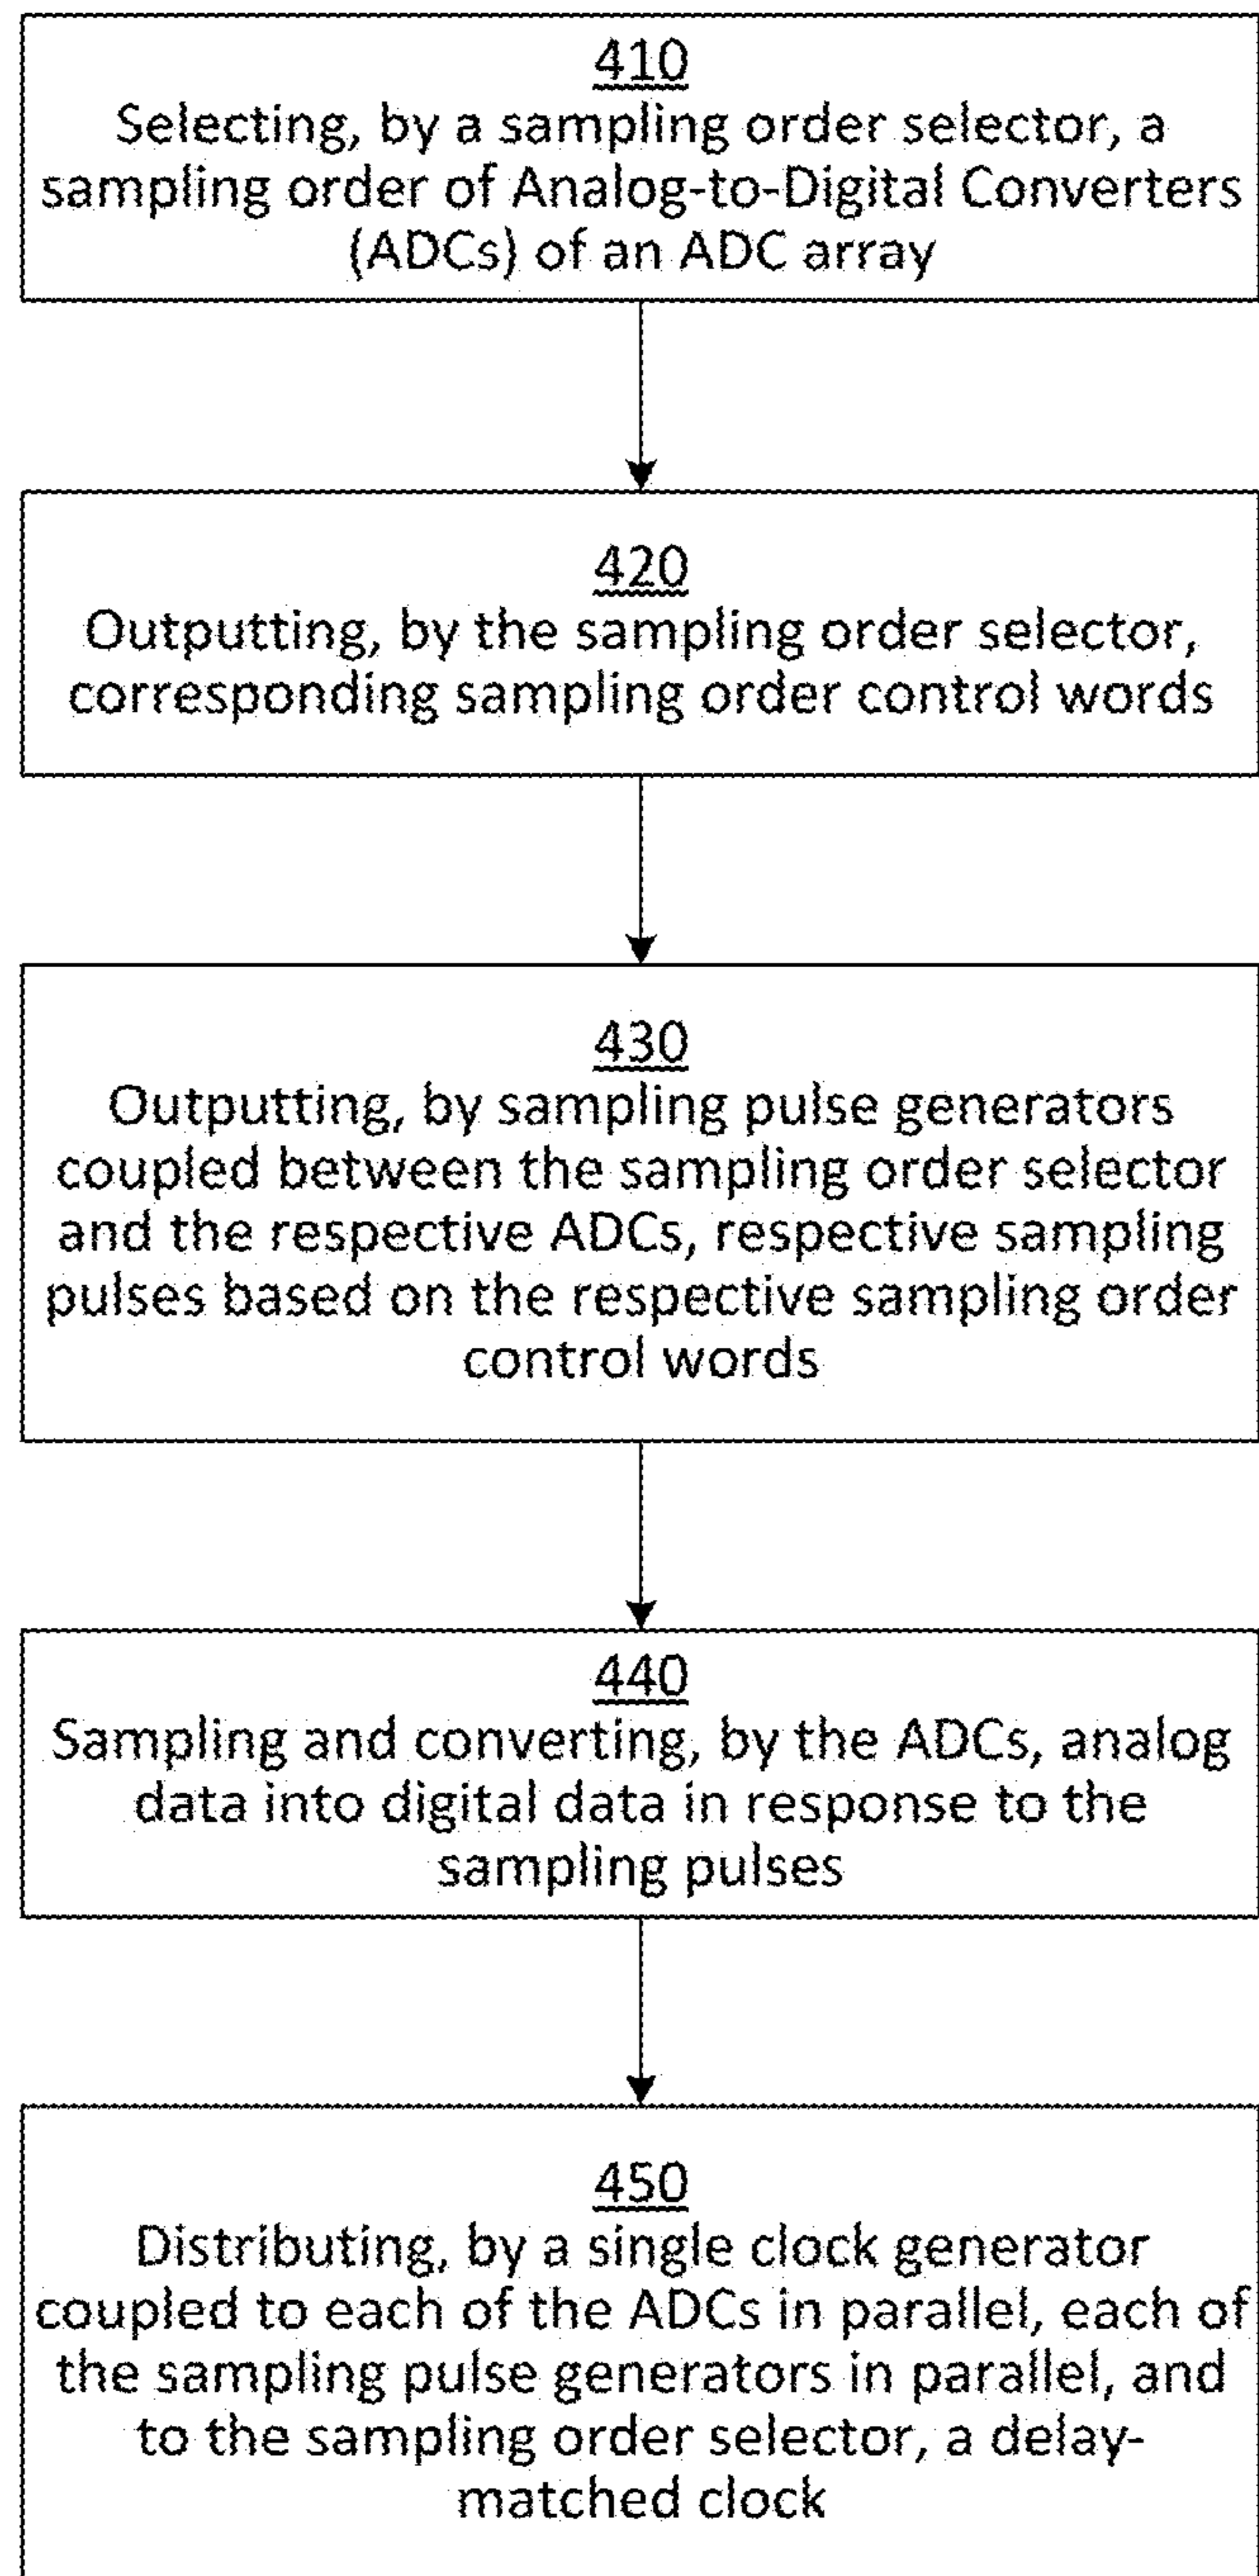 410
Selecting, by a sampling order selector, a
sampling order of Analog-to-Digital Converters
(ADCs) of an ADC array
420
Outputting, by the sampling order selector,
corresponding sampling order control words
430
Outputting, by sampling pulse generators
coupled between the sampling order selector
and the respective ADCs, respective sampling
pulses based on the respective sampling order
control words
440
Sampling and converting, by the ADCs, analog
data into digital data in response to the
sampling pulses
450
Distributing, by a single clock generator
coupled to each of the ADCs in parallel, each of
the sampling pulse generators in parallel, and
to the sampling order selector, a delay-
matched clock